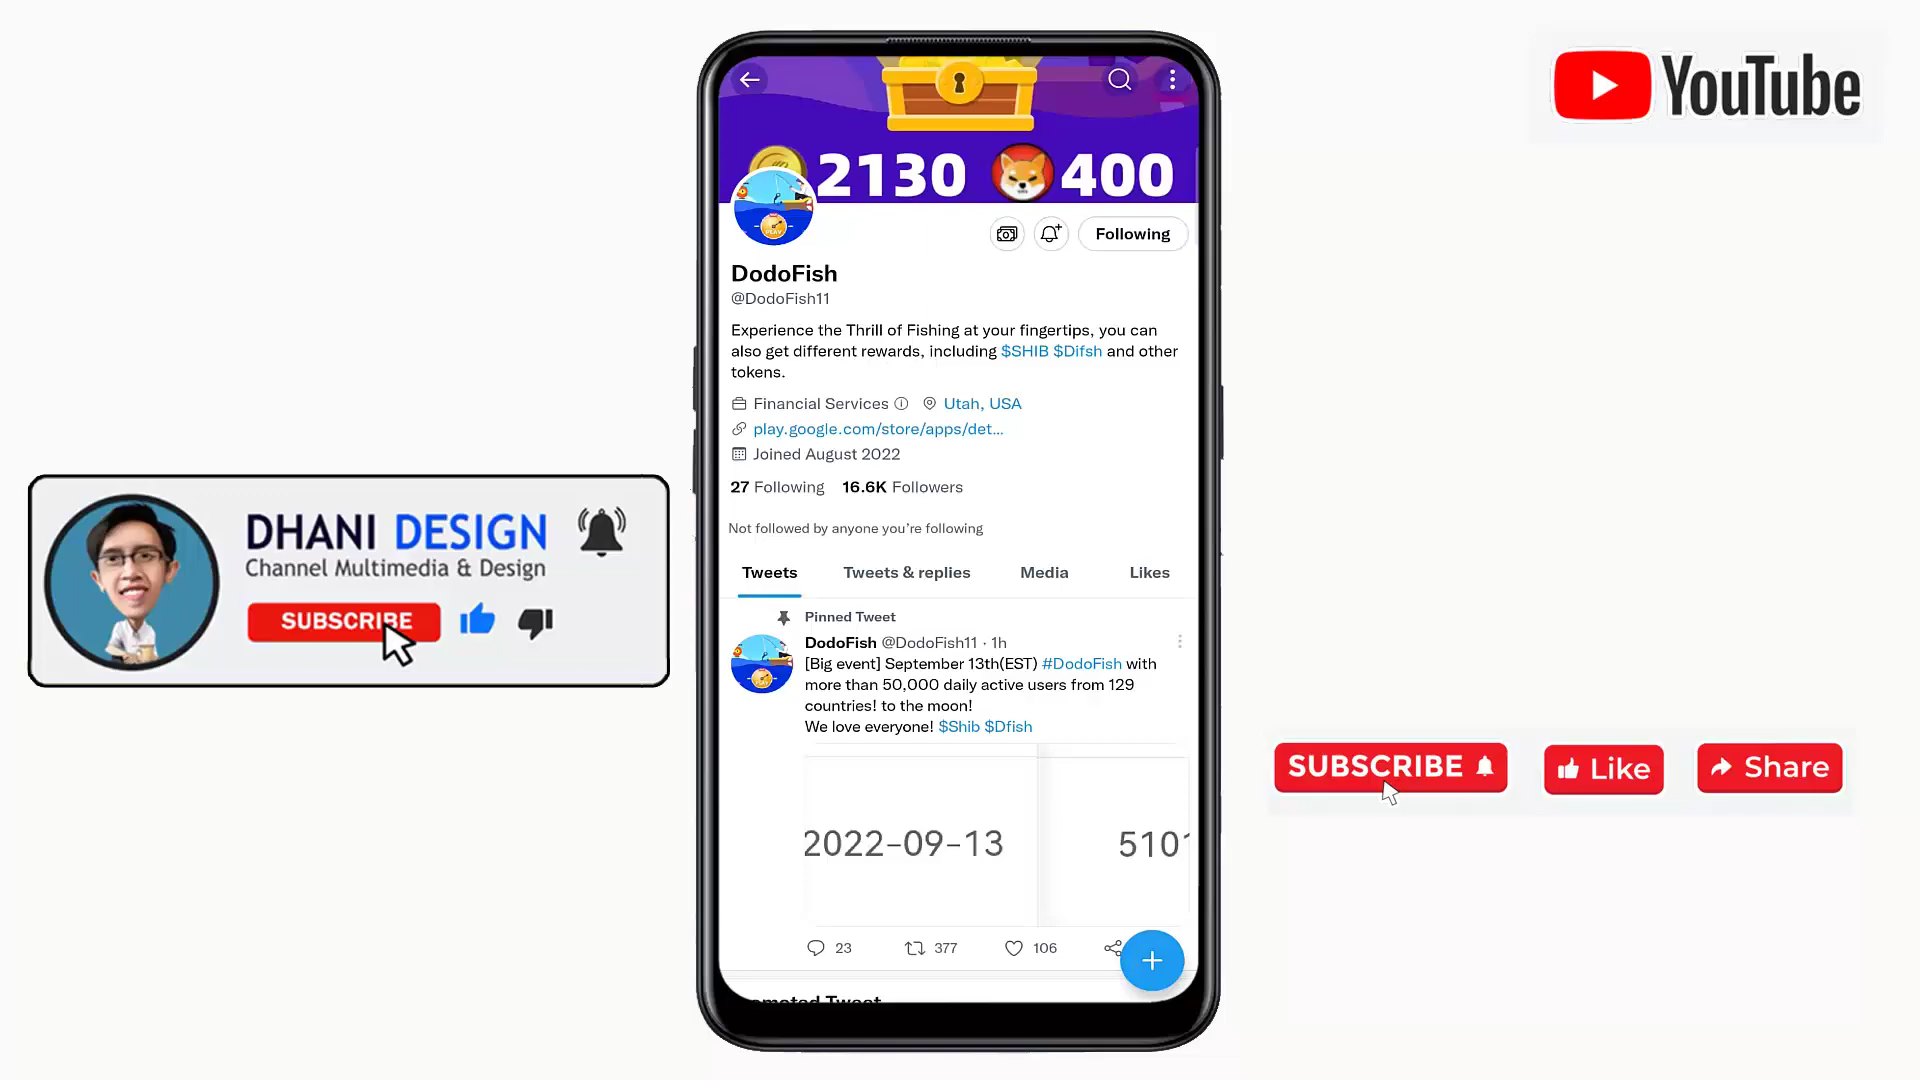 YouTube
2130 400
Following
DodoFish
@DodoFish11
Experience the Thrill of Fishing at your fingertips, you can
also get different rewards, including $SHIB $Difsh and other
tokens.
Financial Services Utah, USA
play.google.com/store/apps/det...
Joined August 2022
27 Following 16.6K Followers
Not followed by anyone you're following
Tweets Tweets & replies Media Likes
Pinned Tweet
DodoFish @DodoFish11 · 1h
[Big event] September 13th(EST) #DodoFish with
more than 50,000 daily active users from 129
countries! to the moon!
We love everyone! $Shib $Dfish
2022-09-13
23 377 106
DHANI DESIGN
Channel Multimedia & Design
SUBSCRIBE
SUBSCRIBE Like Share